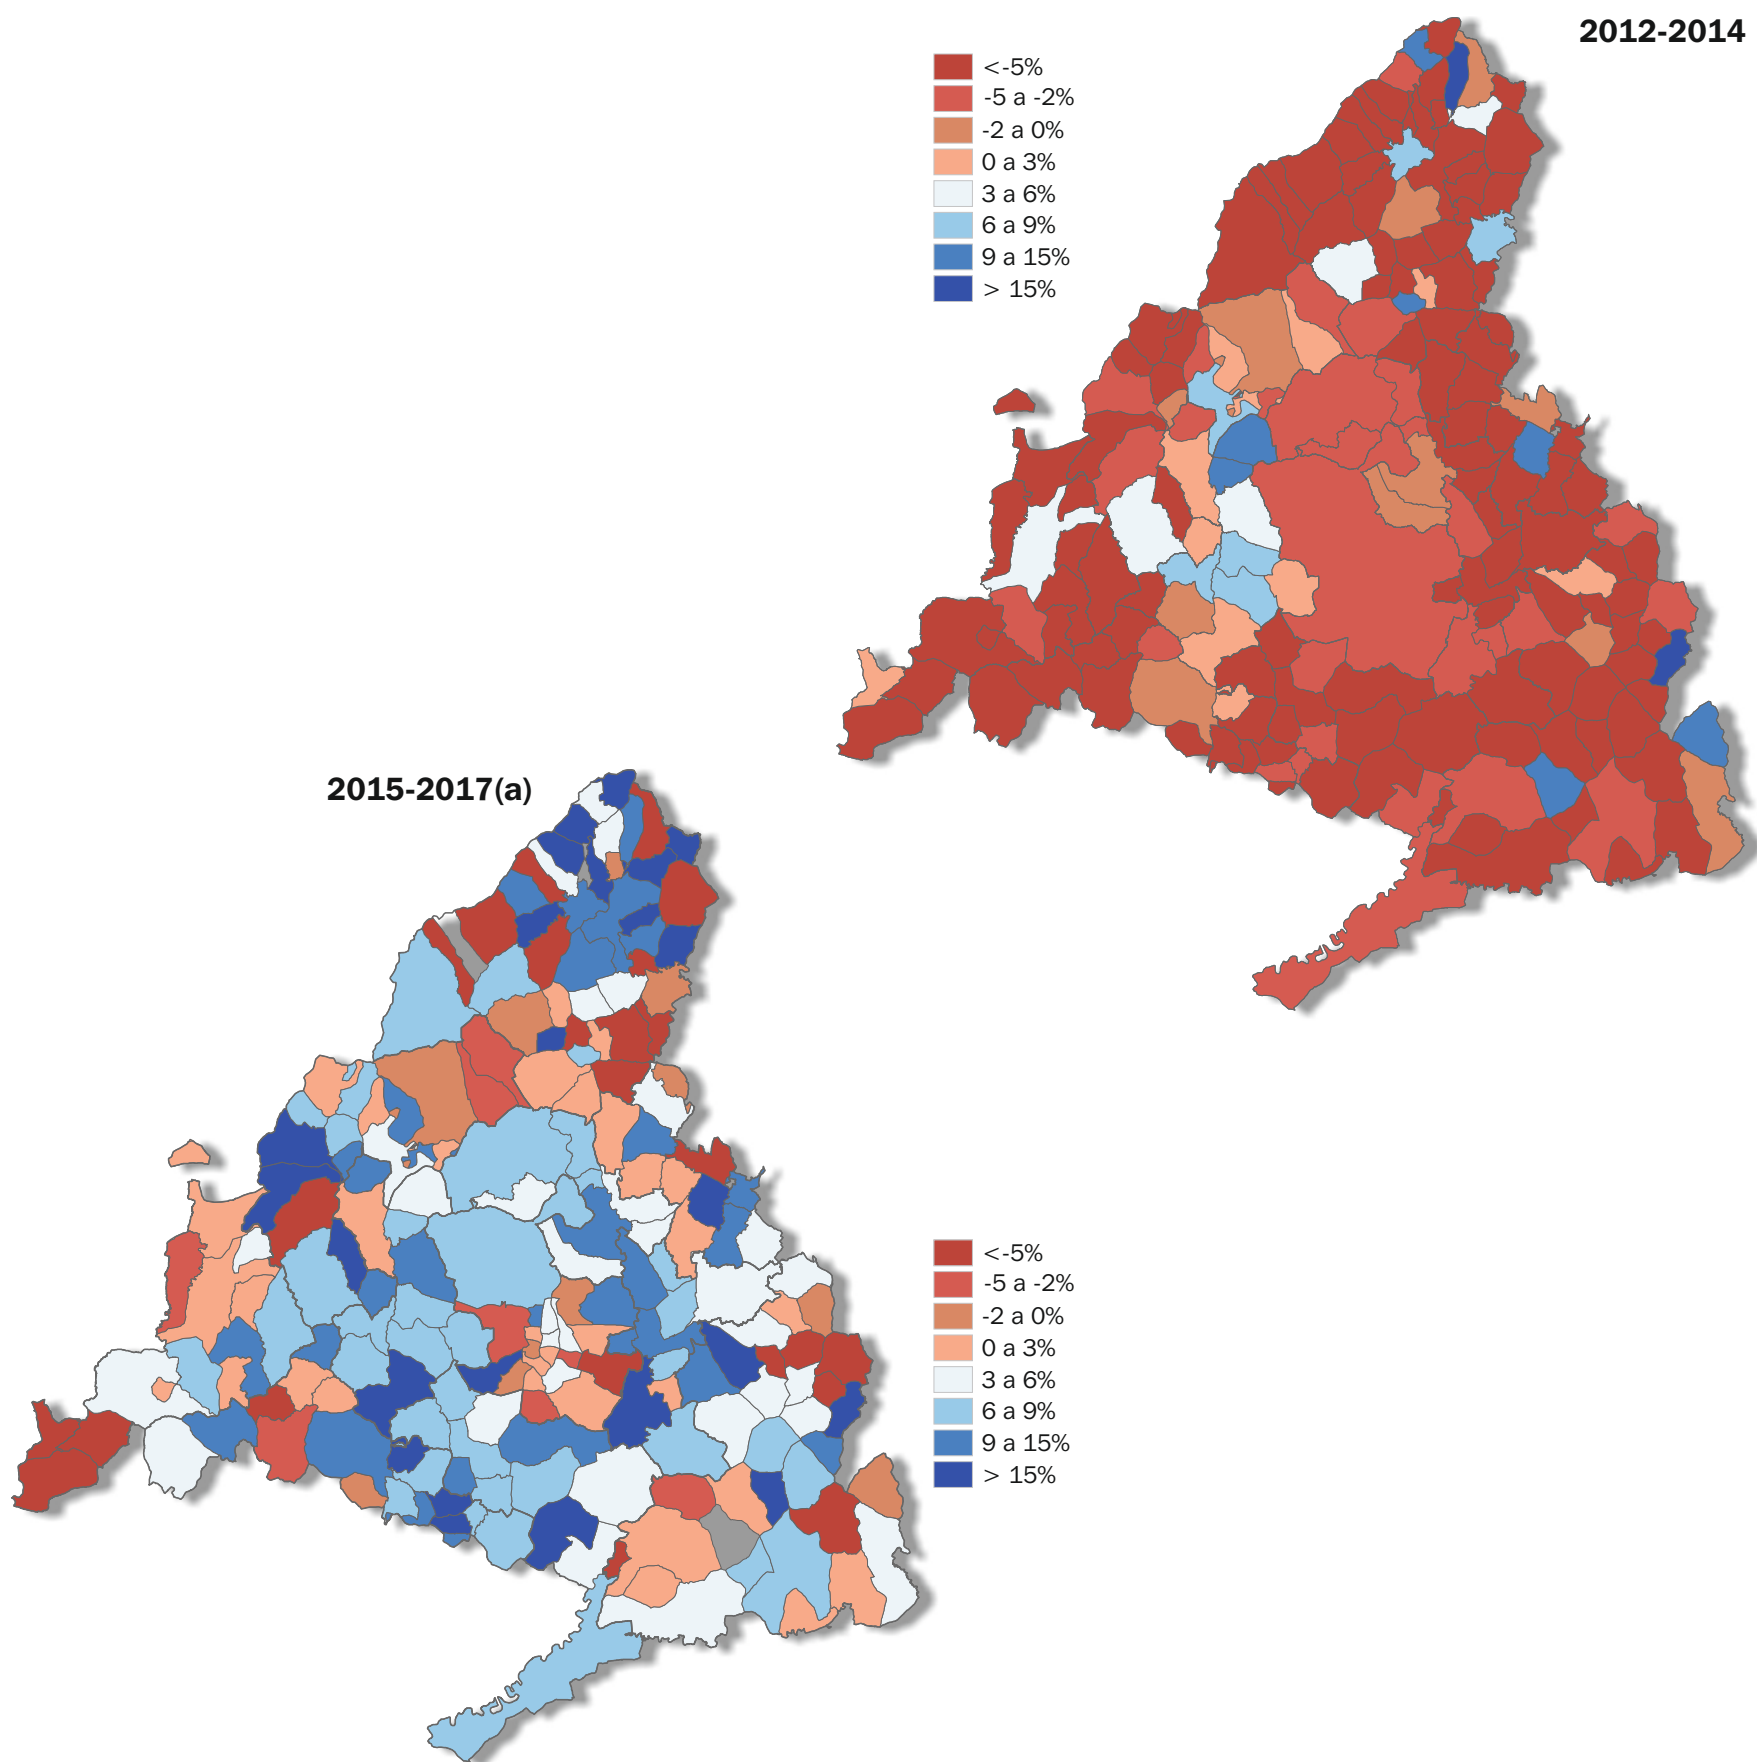 2012-2014
<-5%
-5 a -2%
-2 a 0%
0 a 3%
3 a 6%
6 a 9%
9 a 15%
> 15%
2015-2017(a)
<-5%
-5 a -2%
-2 a 0%
0 a 3%
3 a 6%
6 a 9%
9 a 15%
> 15%